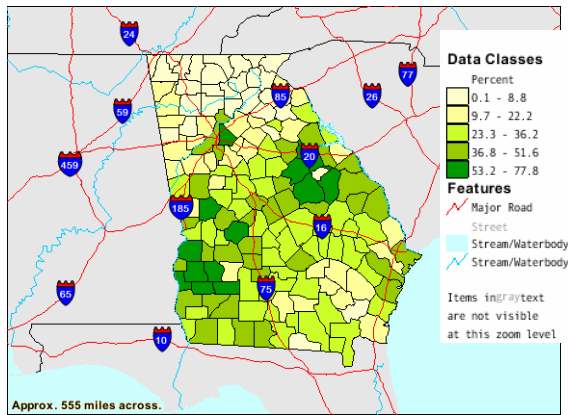 24
77
85
26
59
20
459
185
16
65
75
10
Data Classes
Percent
0.1 - 8.8
9.7 - 22.2
23.3 - 36.2
36.8 - 51.6
53.2 - 77.8
Features
Major Road
Street
Stream/Waterbody
Stream/Waterbody
Items in gray text
are not visible
at this zoom level
Approx. 555 miles across.